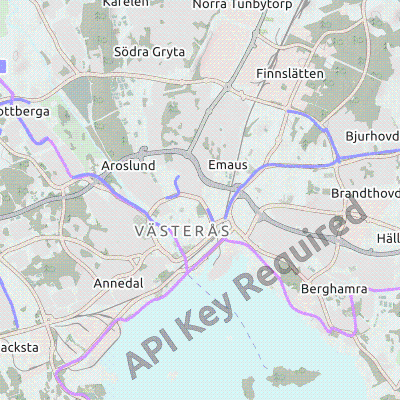 Karelen
Norra Tunbytorp
Södra Gryta
Finnslätten
ottberga
Bjurhovd
Aroslund
Emaus
Brandthovd
VÄSTERÅS
Häll
Annedal
Berghamra
acksta
API Key Required